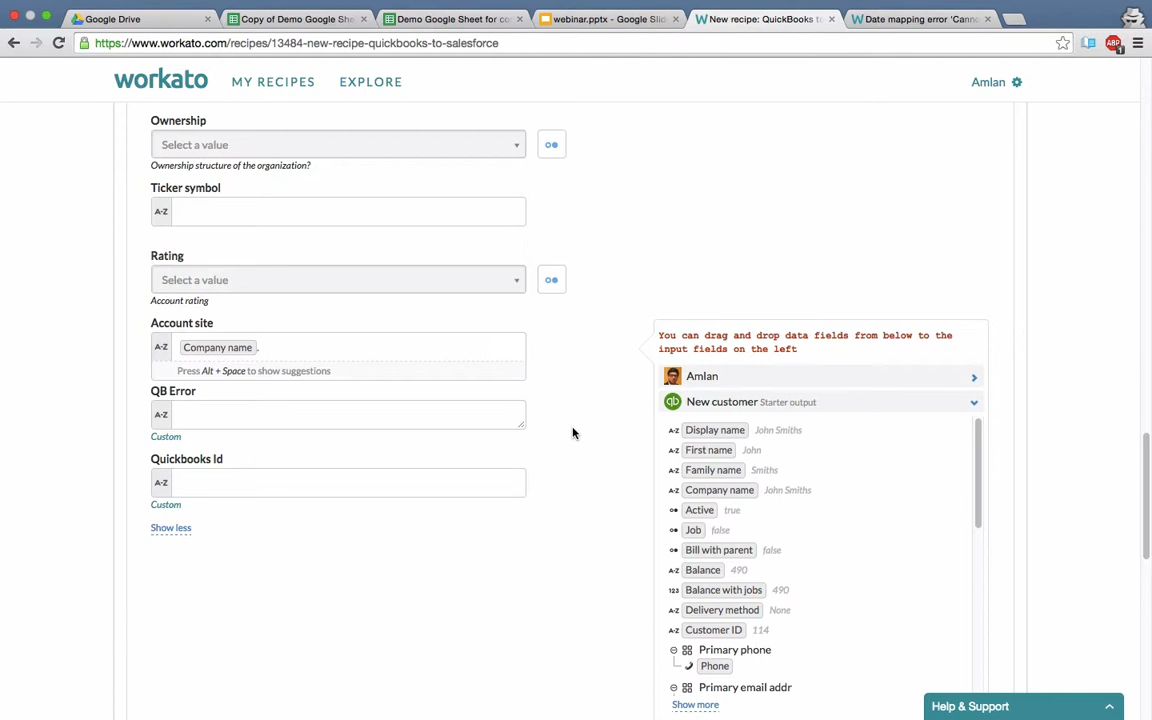 Google Drive
Copy of Demo Google She
Demo Google Sheet for co
webinar.pptx - Google Slid
New recipe: QuickBooks to
Date mapping error 'Cann
https://www.workato.com/recipes/13484-new-recipe-quickbooks-to-salesforce
ABP
1
workato
MY RECIPES
EXPLORE
Amlan
Ownership
Select a value
Ownership structure of the organization?
Ticker symbol
A-Z
Rating
Select a value
Account rating
Account site
A-Z Company name .
Press Alt + Space to show suggestions
QB Error
A-Z
Custom
Quickbooks Id
A-Z
Custom
Show less
You can drag and drop data fields from below to the
input fields on the left
Amlan
qb New customer Starter output
A-Z Display name John Smiths
A-Z First name John
A-Z Family name Smiths
A-Z Company name John Smiths
Active true
Job false
Bill with parent false
A-Z Balance 490
123 Balance with jobs 490
A-Z Delivery method None
A-Z Customer ID 114
Primary phone
Phone
Primary email addr
Show more
Help & Support